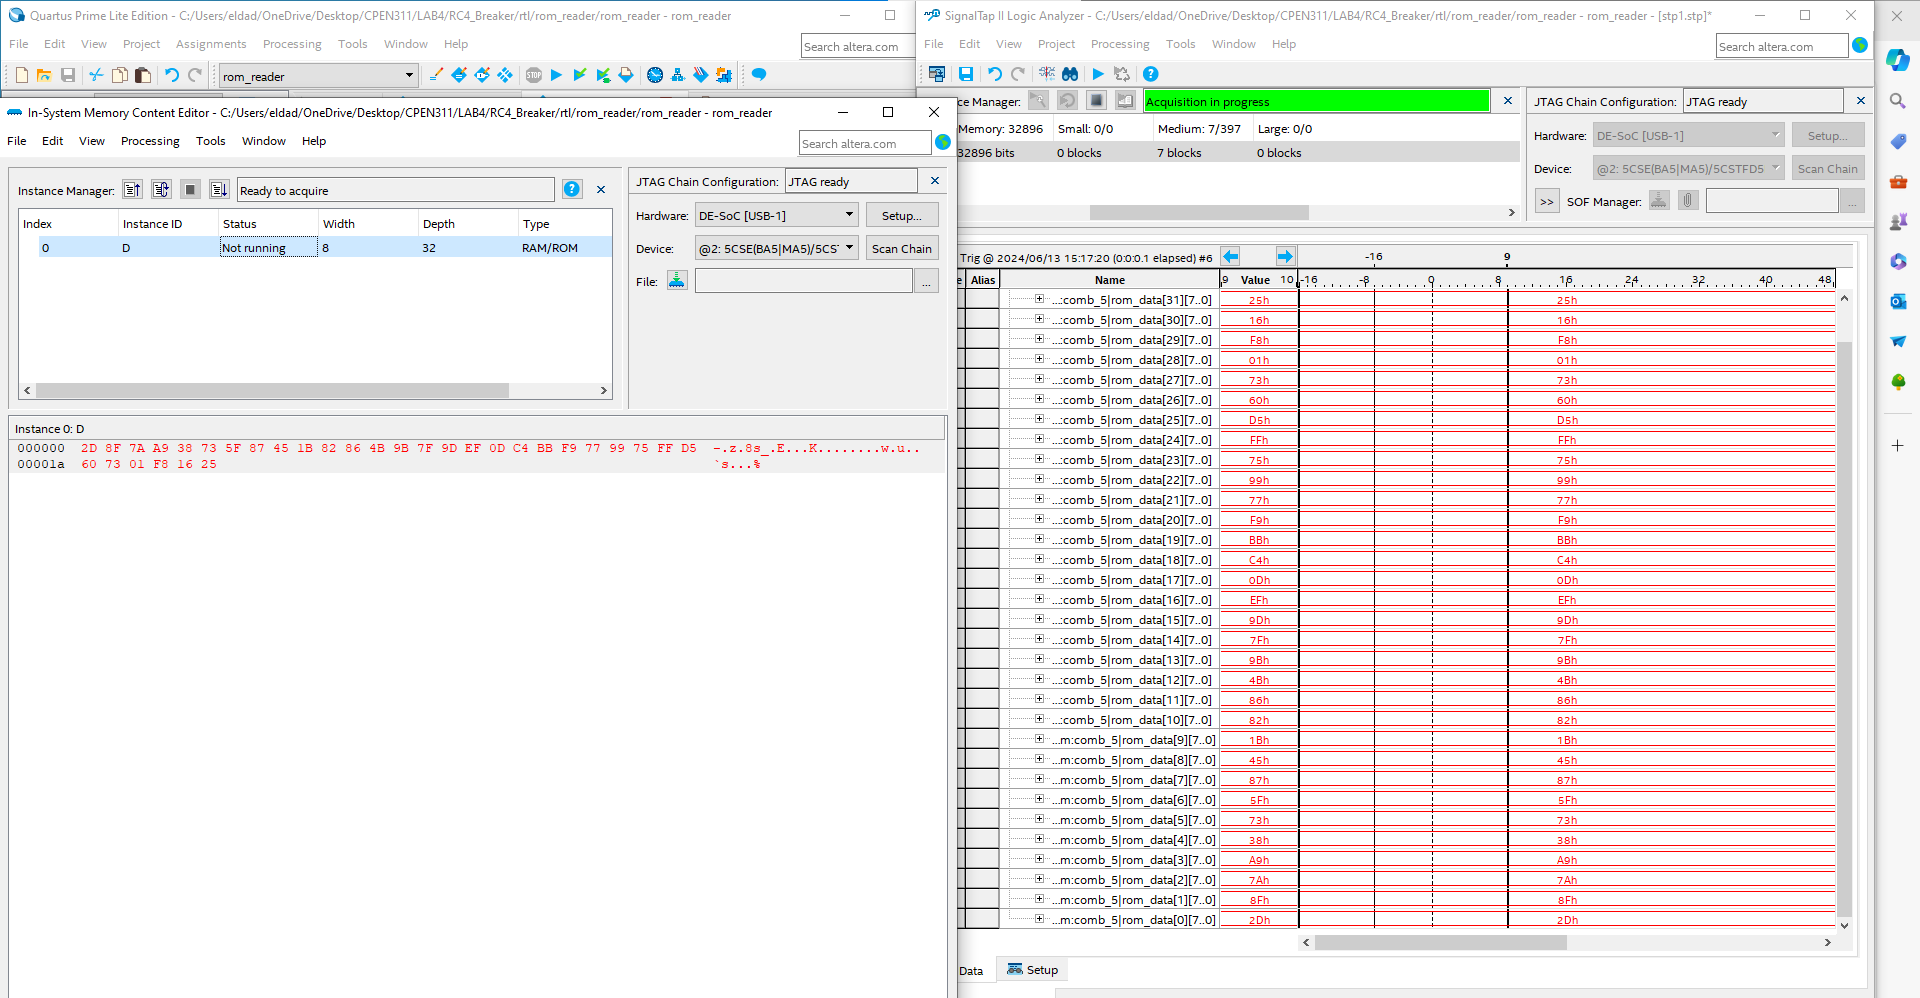 Quartus Prime Lite Edition - C:/Users/eldad/OneDrive/Desktop/CPEN311/LAB4/RC4_Breaker/rtl/rom_reader/rom_reader - rom_reader
File Edit View Project Assignments Processing Tools Window Help
Search altera.com
rom_reader
In-System Memory Content Editor - C:/Users/eldad/OneDrive/Desktop/CPEN311/LAB4/RC4_Breaker/rtl/rom_reader/rom_reader - rom_reader
File Edit View Processing Tools Window Help
Search altera.com
Instance Manager: Ready to acquire
Index Instance ID Status Width Depth Type
0 D Not running 8 32 RAM/ROM
JTAG Chain Configuration: JTAG ready
Hardware: DE-SoC [USB-1] Setup...
Device: @2: 5CSE(BA5|MA5)/5CS Scan Chain
File: ...
Instance 0: D
000000 2D 8F 7A A9 38 73 5F 87 45 1B 82 86 4B 9B 7F 9D EF 0D C4 BB F9 77 99 75 FF D5 -.z.8s_.E...K........w.u..
00001a 60 73 01 F8 16 25 `s...%
SignalTap II Logic Analyzer - C:/Users/eldad/OneDrive/Desktop/CPEN311/LAB4/RC4_Breaker/rtl/rom_reader/rom_reader - rom_reader - [stp1.stp]*
File Edit View Project Processing Tools Window Help
Search altera.com
ce Manager: Acquisition in progress
Memory: 32896 Small: 0/0 Medium: 7/397 Large: 0/0
32896 bits 0 blocks 7 blocks 0 blocks
JTAG Chain Configuration: JTAG ready
Hardware: DE-SoC [USB-1] Setup...
Device: @2: 5CSE(BA5|MA5)/5CSTFD5 Scan Chain
>> SOF Manager: ...
Trig @ 2024/06/13 15:17:20 (0:0:0.1 elapsed) #6 -16 9
e Alias Name 9 Value 10 -16 -8 0 8 16 24 32 40 48
...:comb_5|rom_data[31][7..0] 25h 25h
...:comb_5|rom_data[30][7..0] 16h 16h
...:comb_5|rom_data[29][7..0] F8h F8h
...:comb_5|rom_data[28][7..0] 01h 01h
...:comb_5|rom_data[27][7..0] 73h 73h
...:comb_5|rom_data[26][7..0] 60h 60h
...:comb_5|rom_data[25][7..0] D5h D5h
...:comb_5|rom_data[24][7..0] FFh FFh
...:comb_5|rom_data[23][7..0] 75h 75h
...:comb_5|rom_data[22][7..0] 99h 99h
...:comb_5|rom_data[21][7..0] 77h 77h
...:comb_5|rom_data[20][7..0] F9h F9h
...:comb_5|rom_data[19][7..0] BBh BBh
...:comb_5|rom_data[18][7..0] C4h C4h
...:comb_5|rom_data[17][7..0] 0Dh 0Dh
...:comb_5|rom_data[16][7..0] EFh EFh
...:comb_5|rom_data[15][7..0] 9Dh 9Dh
...:comb_5|rom_data[14][7..0] 7Fh 7Fh
...:comb_5|rom_data[13][7..0] 9Bh 9Bh
...:comb_5|rom_data[12][7..0] 4Bh 4Bh
...:comb_5|rom_data[11][7..0] 86h 86h
...:comb_5|rom_data[10][7..0] 82h 82h
...m:comb_5|rom_data[9][7..0] 1Bh 1Bh
...m:comb_5|rom_data[8][7..0] 45h 45h
...m:comb_5|rom_data[7][7..0] 87h 87h
...m:comb_5|rom_data[6][7..0] 5Fh 5Fh
...m:comb_5|rom_data[5][7..0] 73h 73h
...m:comb_5|rom_data[4][7..0] 38h 38h
...m:comb_5|rom_data[3][7..0] A9h A9h
...m:comb_5|rom_data[2][7..0] 7Ah 7Ah
...m:comb_5|rom_data[1][7..0] 8Fh 8Fh
...m:comb_5|rom_data[0][7..0] 2Dh 2Dh
Data Setup